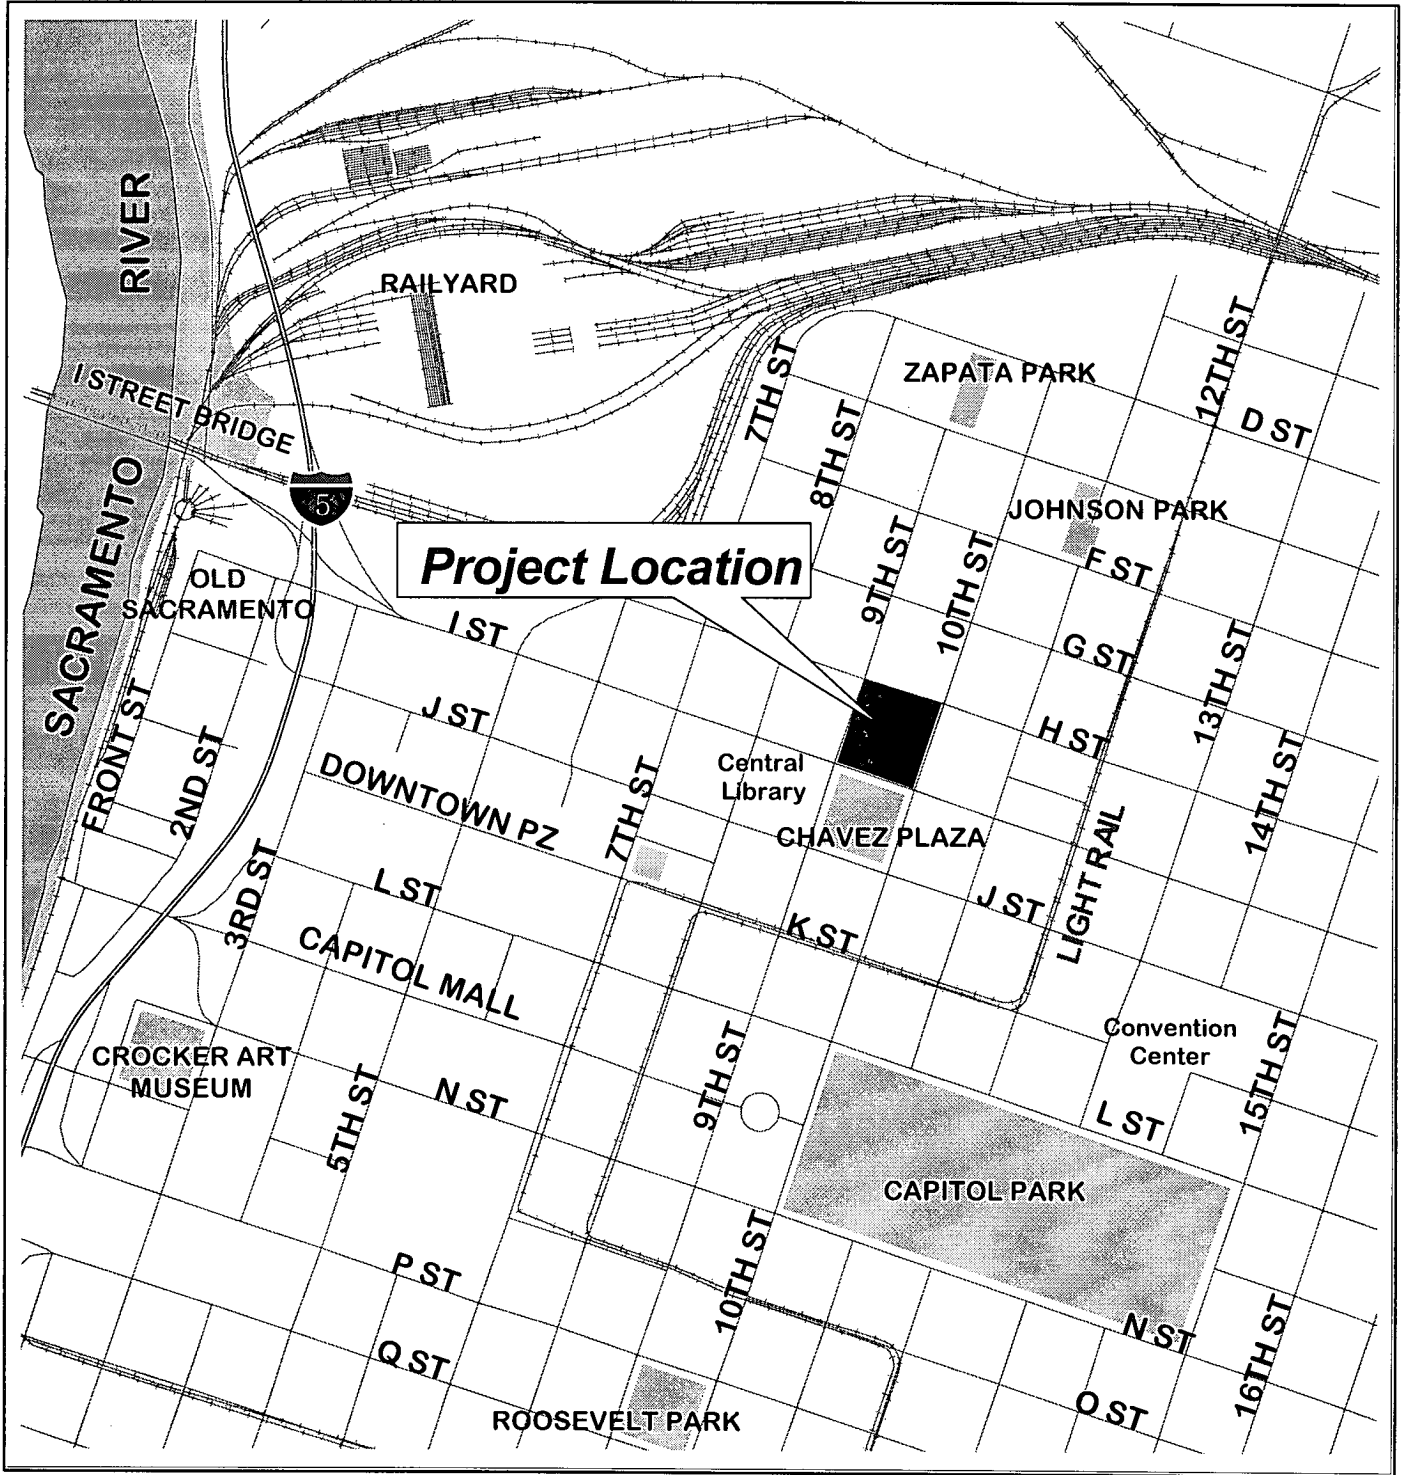 RIVER
RAILYARD
ZAPATA PARK
12TH ST
7TH ST
D ST
I STREET BRIDGE
8TH ST
5
SACRAMENTO
JOHNSON PARK
Project Location
9TH ST
10TH ST
F ST
OLD
SACRAMENTO
I ST
G ST
13TH ST
FRONT ST
J ST
H ST
2ND ST
DOWNTOWN PZ
7TH ST
Central
Library
14TH ST
CHAVEZ PLAZA
LIGHT RAIL
3RD ST
L ST
J ST
K ST
CAPITOL MALL
Convention
Center
CROCKER ART
MUSEUM
9TH ST
15TH ST
5TH ST
N ST
L ST
CAPITOL PARK
10TH ST
P ST
N ST
16TH ST
Q ST
O ST
ROOSEVELT PARK